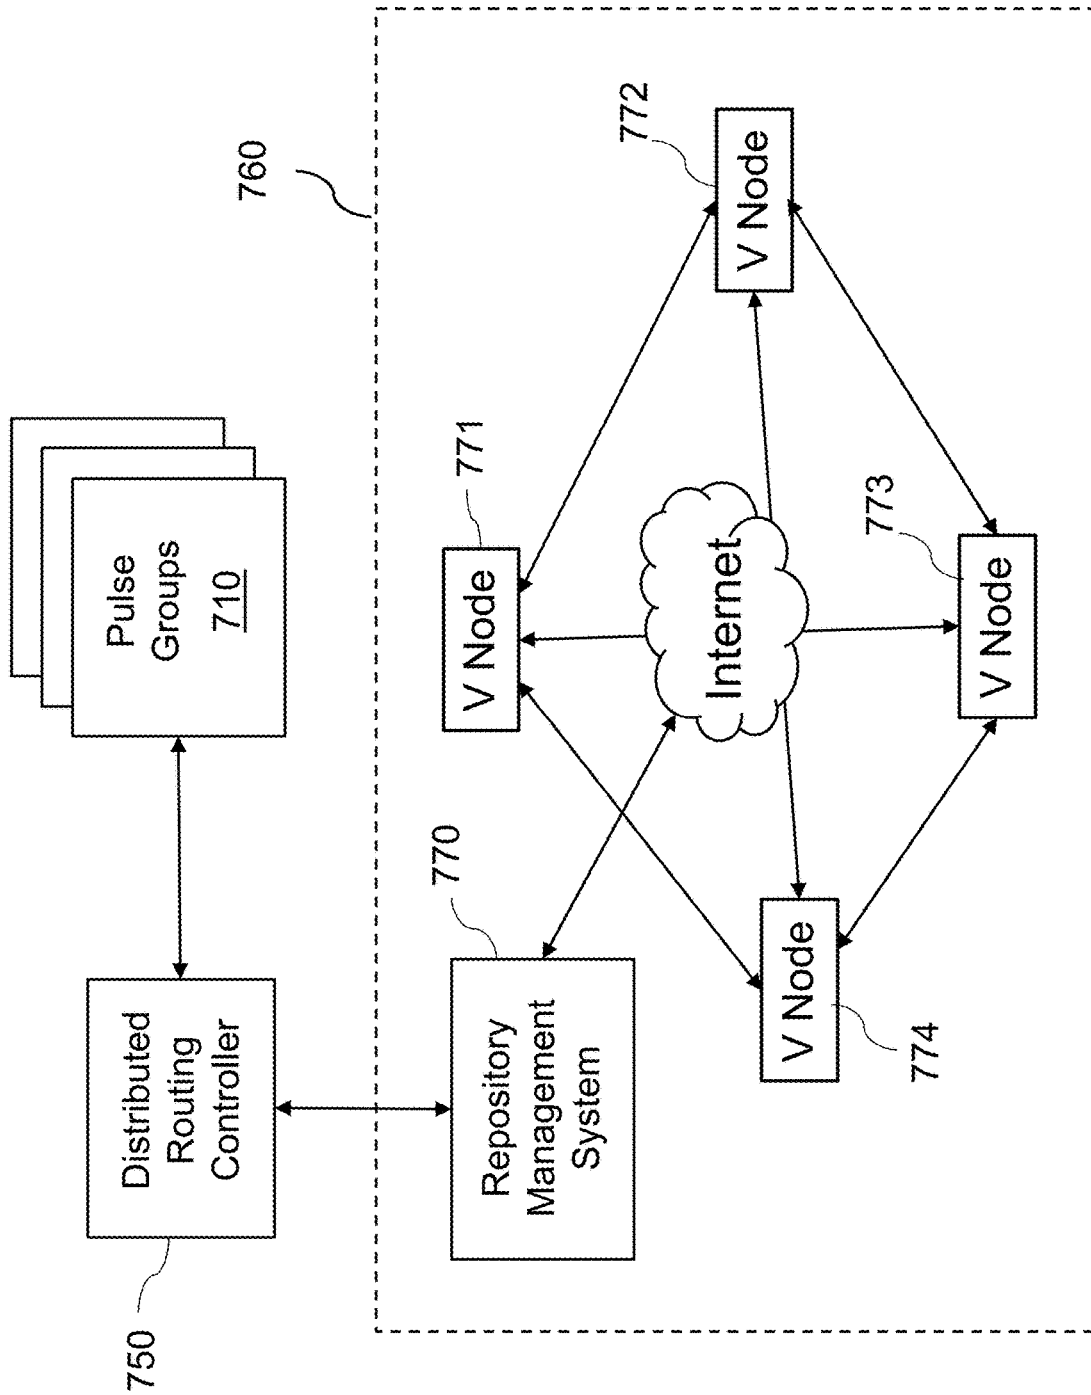 750
Distributed
Routing
Controller
Pulse
Groups
710
760
770
Repository
Management
System
771
V Node
772
V Node
Internet
773
V Node
V Node
774